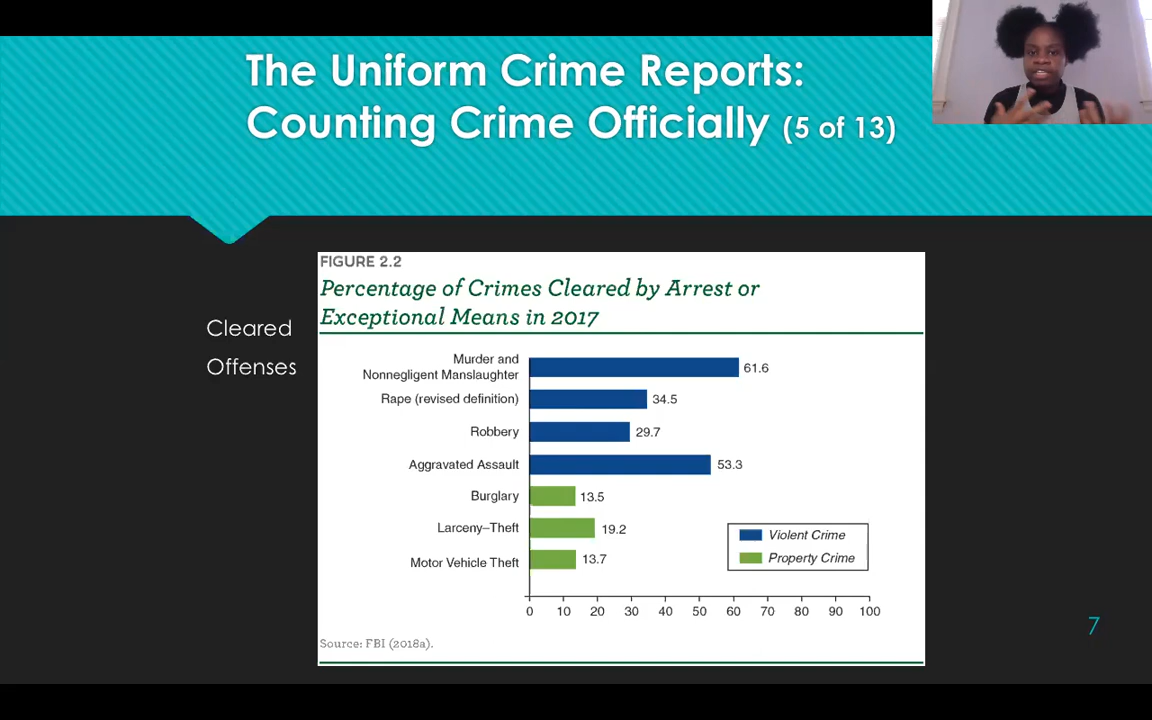 The Uniform Crime Reports:
Counting Crime Officially (5 of 13)
Cleared
Offenses
FIGURE 2.2
Percentage of Crimes Cleared by Arrest or
Exceptional Means in 2017
Murder and
Nonnegligent Manslaughter
61.6
Rape (revised definition)
34.5
Robbery
29.7
Aggravated Assault
53.3
Burglary
13.5
Larceny–Theft
19.2
Motor Vehicle Theft
13.7
Violent Crime
Property Crime
0 10 20 30 40 50 60 70 80 90 100
Source: FBI (2018a).
7